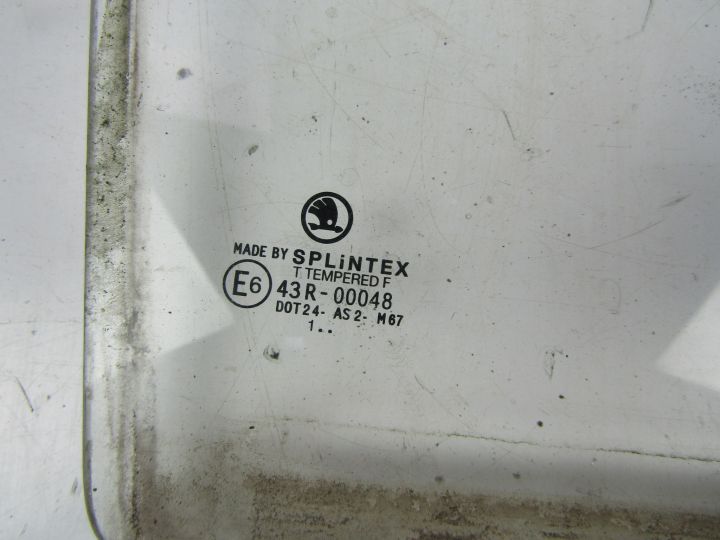 MADE BY SPLiNTEX
T TEMPERED F
E6 43R-00048
DOT24- AS2- M67
1..